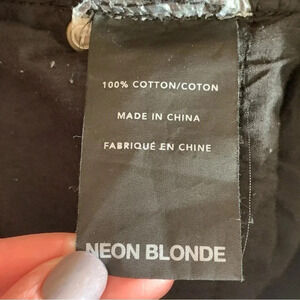 100% COTTON/COTON
MADE IN CHINA
FABRIQUÉ EN CHINE
NEON BLONDE